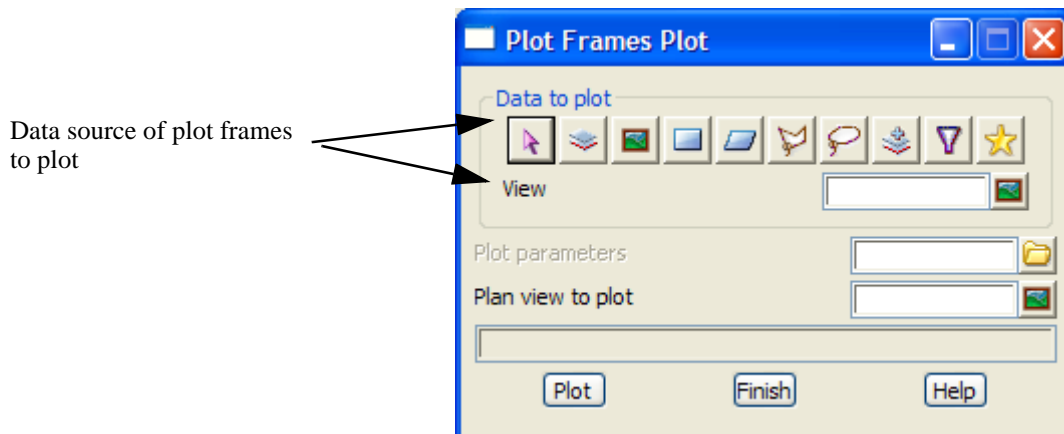 Plot Frames Plot
Data to plot
Data source of plot frames
to plot
View
Plot parameters
Plan view to plot
Plot
Finish
Help